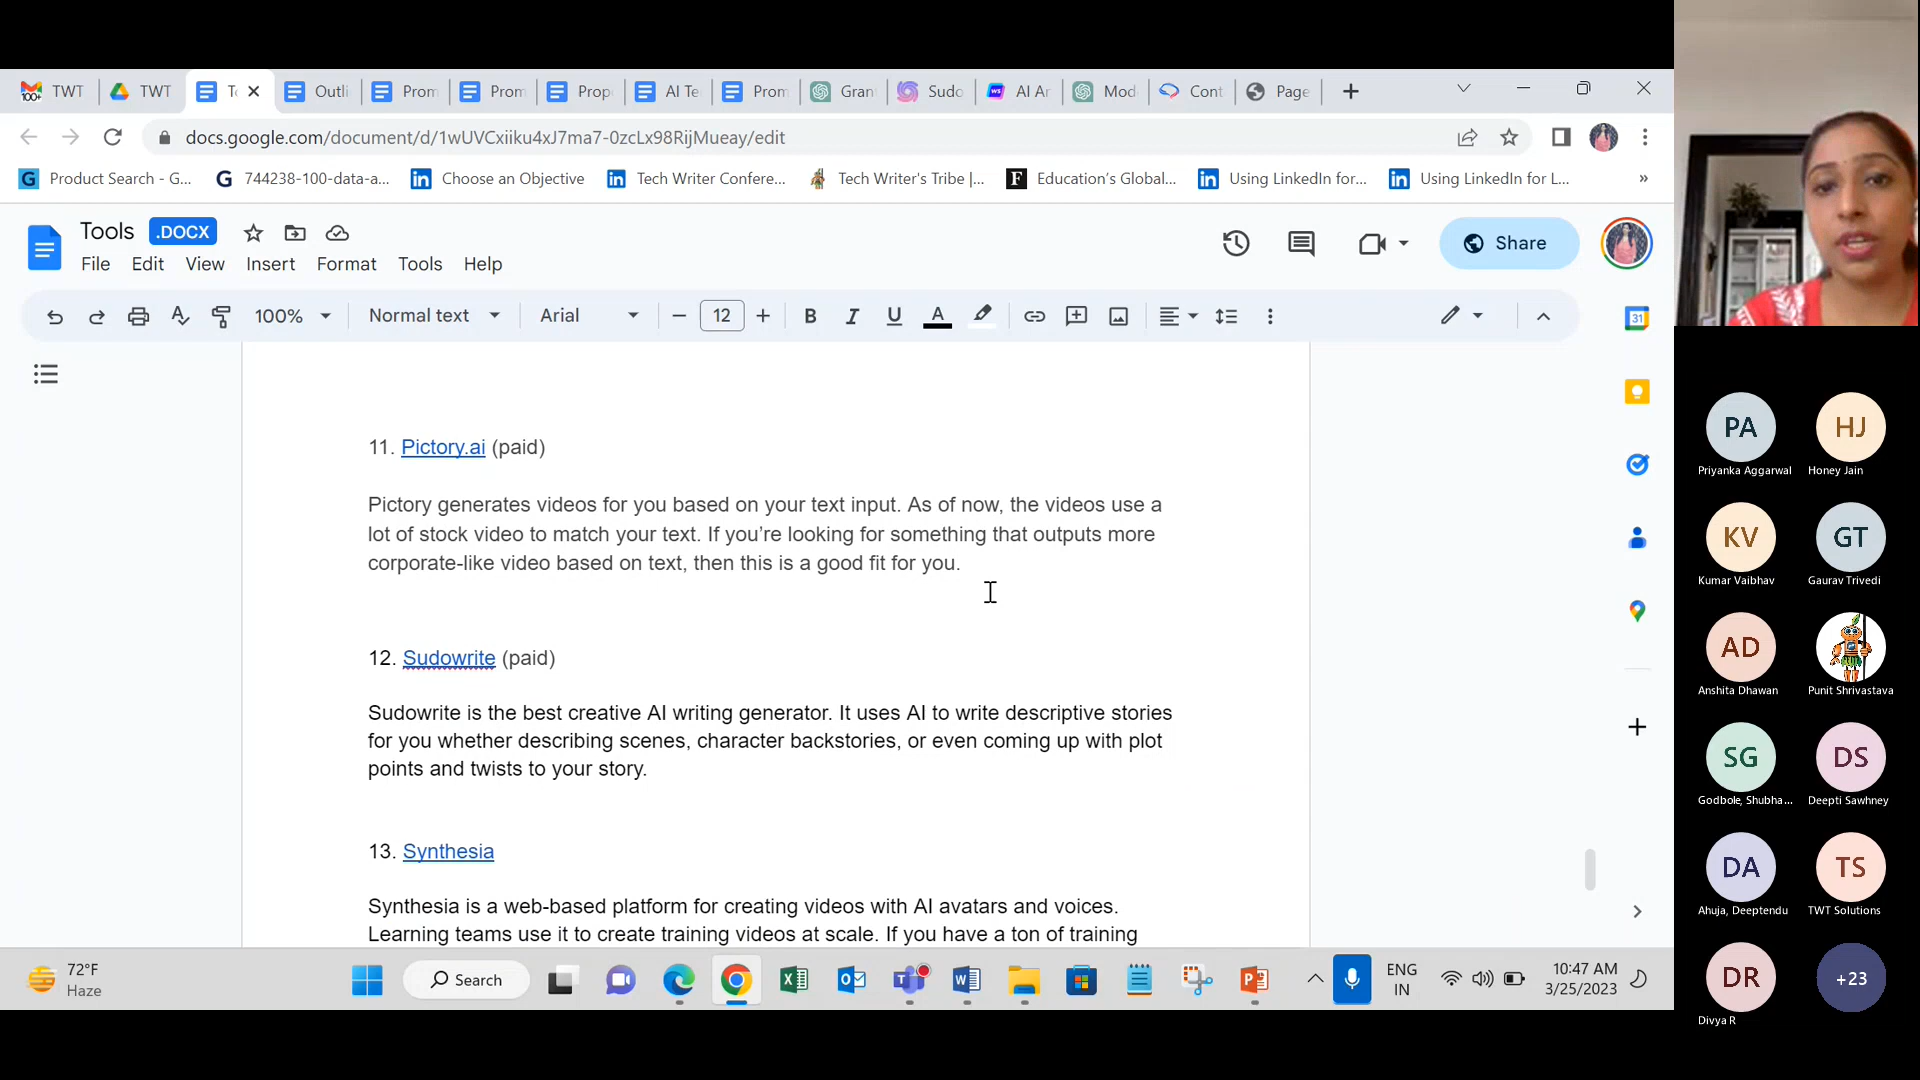 TWT
TWT
T
Outli
Prom
Prom
Prop
AI Te
Prom
Gran
Sudo
AI Ar
Mod
Cont
Page
docs.google.com/document/d/1wUVCxiiku4xJ7ma7-0zcLx98RijMueay/edit
Product Search - G...
744238-100-data-a...
Choose an Objective
Tech Writer Confere...
Tech Writer's Tribe |...
Education's Global...
Using LinkedIn for...
Using LinkedIn for L...
»
Tools .DOCX
Share
File Edit View Insert Format Tools Help
100% Normal text Arial − 12 + B I U A
31
11. Pictory.ai (paid)
Pictory generates videos for you based on your text input. As of now, the videos use a
lot of stock video to match your text. If you’re looking for something that outputs more
corporate-like video based on text, then this is a good fit for you.
12. Sudowrite (paid)
Sudowrite is the best creative AI writing generator. It uses AI to write descriptive stories
for you whether describing scenes, character backstories, or even coming up with plot
points and twists to your story.
13. Synthesia
Synthesia is a web-based platform for creating videos with AI avatars and voices.
Learning teams use it to create training videos at scale. If you have a ton of training
PA
Priyanka Aggarwal
HJ
Honey Jain
KV
Kumar Vaibhav
GT
Gaurav Trivedi
AD
Anshita Dhawan
Punit Shrivastava
SG
Godbole, Shubha...
DS
Deepti Sawhney
DA
Ahuja, Deeptendu
TS
TWT Solutions
DR
Divya R
+23
72°F
Haze
Search
ENG
IN
10:47 AM
3/25/2023